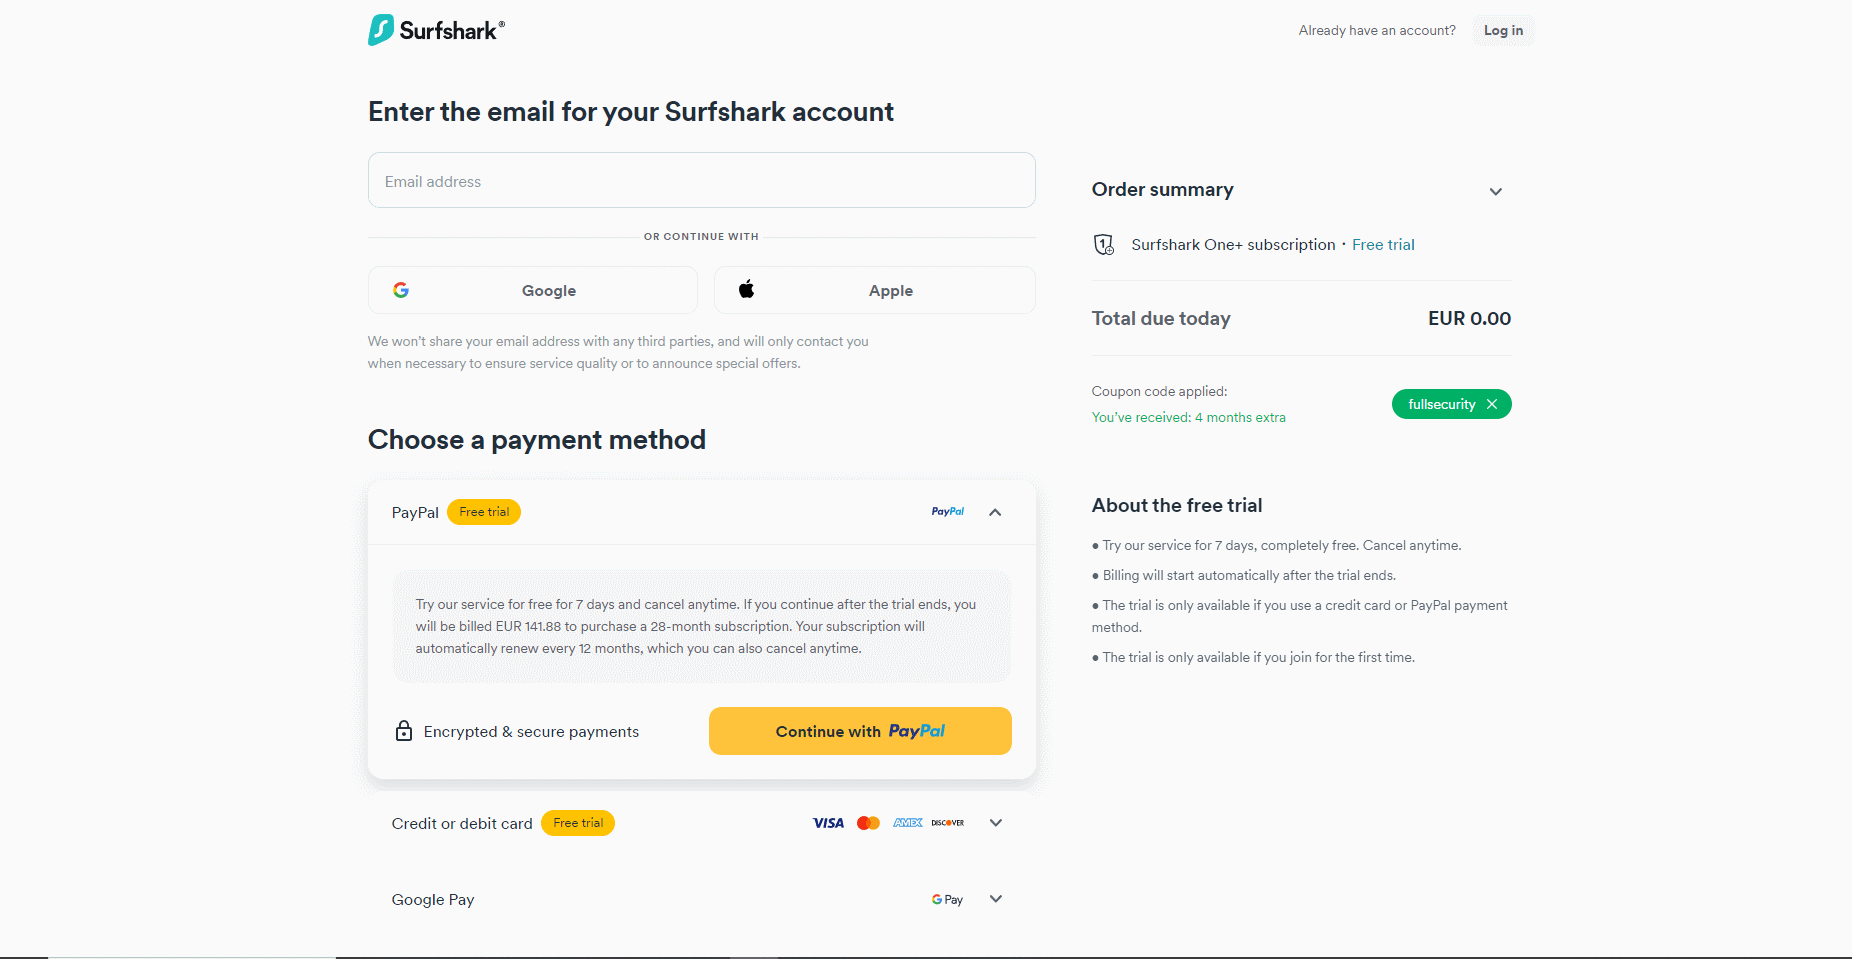 Surfshark®
Already have an account?
Log in
Enter the email for your Surfshark account
Email address
OR CONTINUE WITH
Google
Apple
We won't share your email address with any third parties, and will only contact you
when necessary to ensure service quality or to announce special offers.
Choose a payment method
PayPal
Free trial
PayPal
Try our service for free for 7 days and cancel anytime. If you continue after the trial ends, you
will be billed EUR 141.88 to purchase a 28-month subscription. Your subscription will
automatically renew every 12 months, which you can also cancel anytime.
Encrypted & secure payments
Continue with PayPal
Credit or debit card
Free trial
VISA
AMEX
DISCOVER
Google Pay
G Pay
Order summary
1
Surfshark One+ subscription · Free trial
Total due today
EUR 0.00
Coupon code applied:
You've received: 4 months extra
fullsecurity
About the free trial
● Try our service for 7 days, completely free. Cancel anytime.
● Billing will start automatically after the trial ends.
● The trial is only available if you use a credit card or PayPal payment
method.
● The trial is only available if you join for the first time.